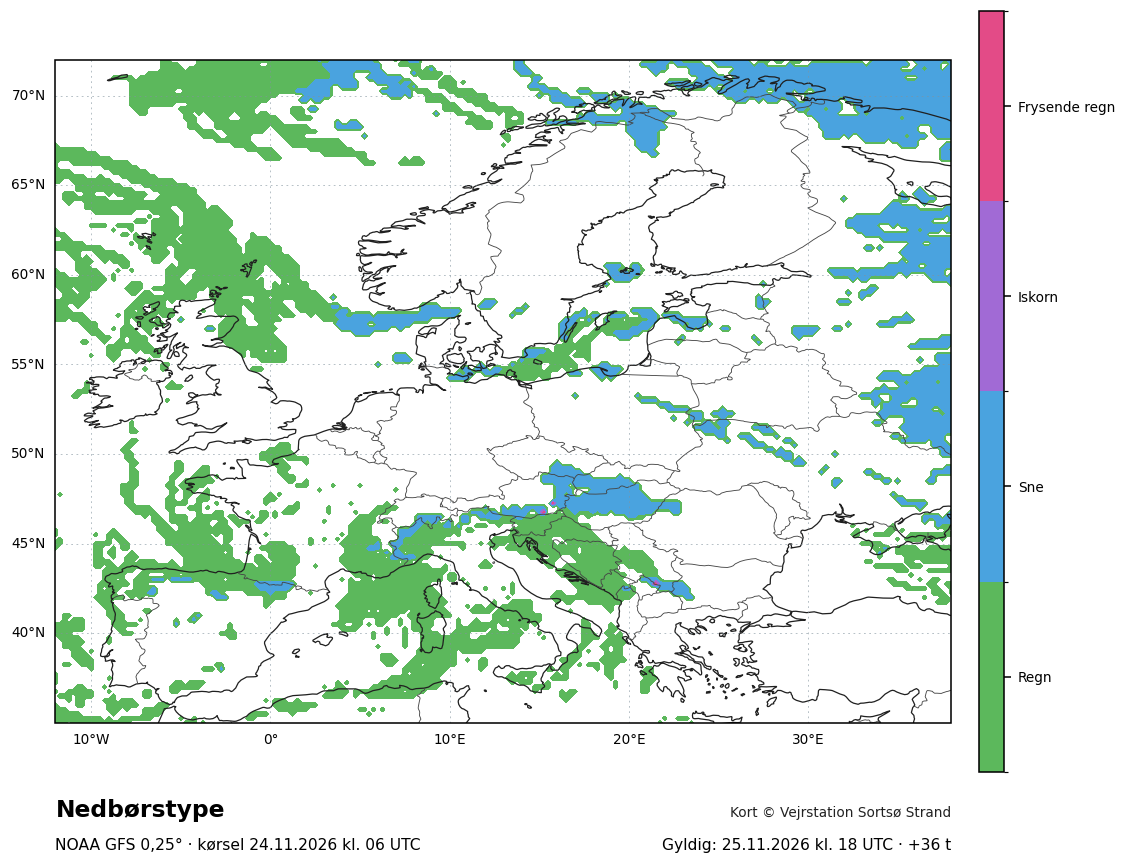 70°N
65°N
60°N
55°N
50°N
45°N
40°N
10°W
0°
10°E
20°E
30°E
Frysende regn
Iskorn
Sne
Regn
Nedbørstype
Kort © Vejrstation Sortsø Strand
NOAA GFS 0,25° · kørsel 24.11.2026 kl. 06 UTC
Gyldig: 25.11.2026 kl. 18 UTC · +36 t